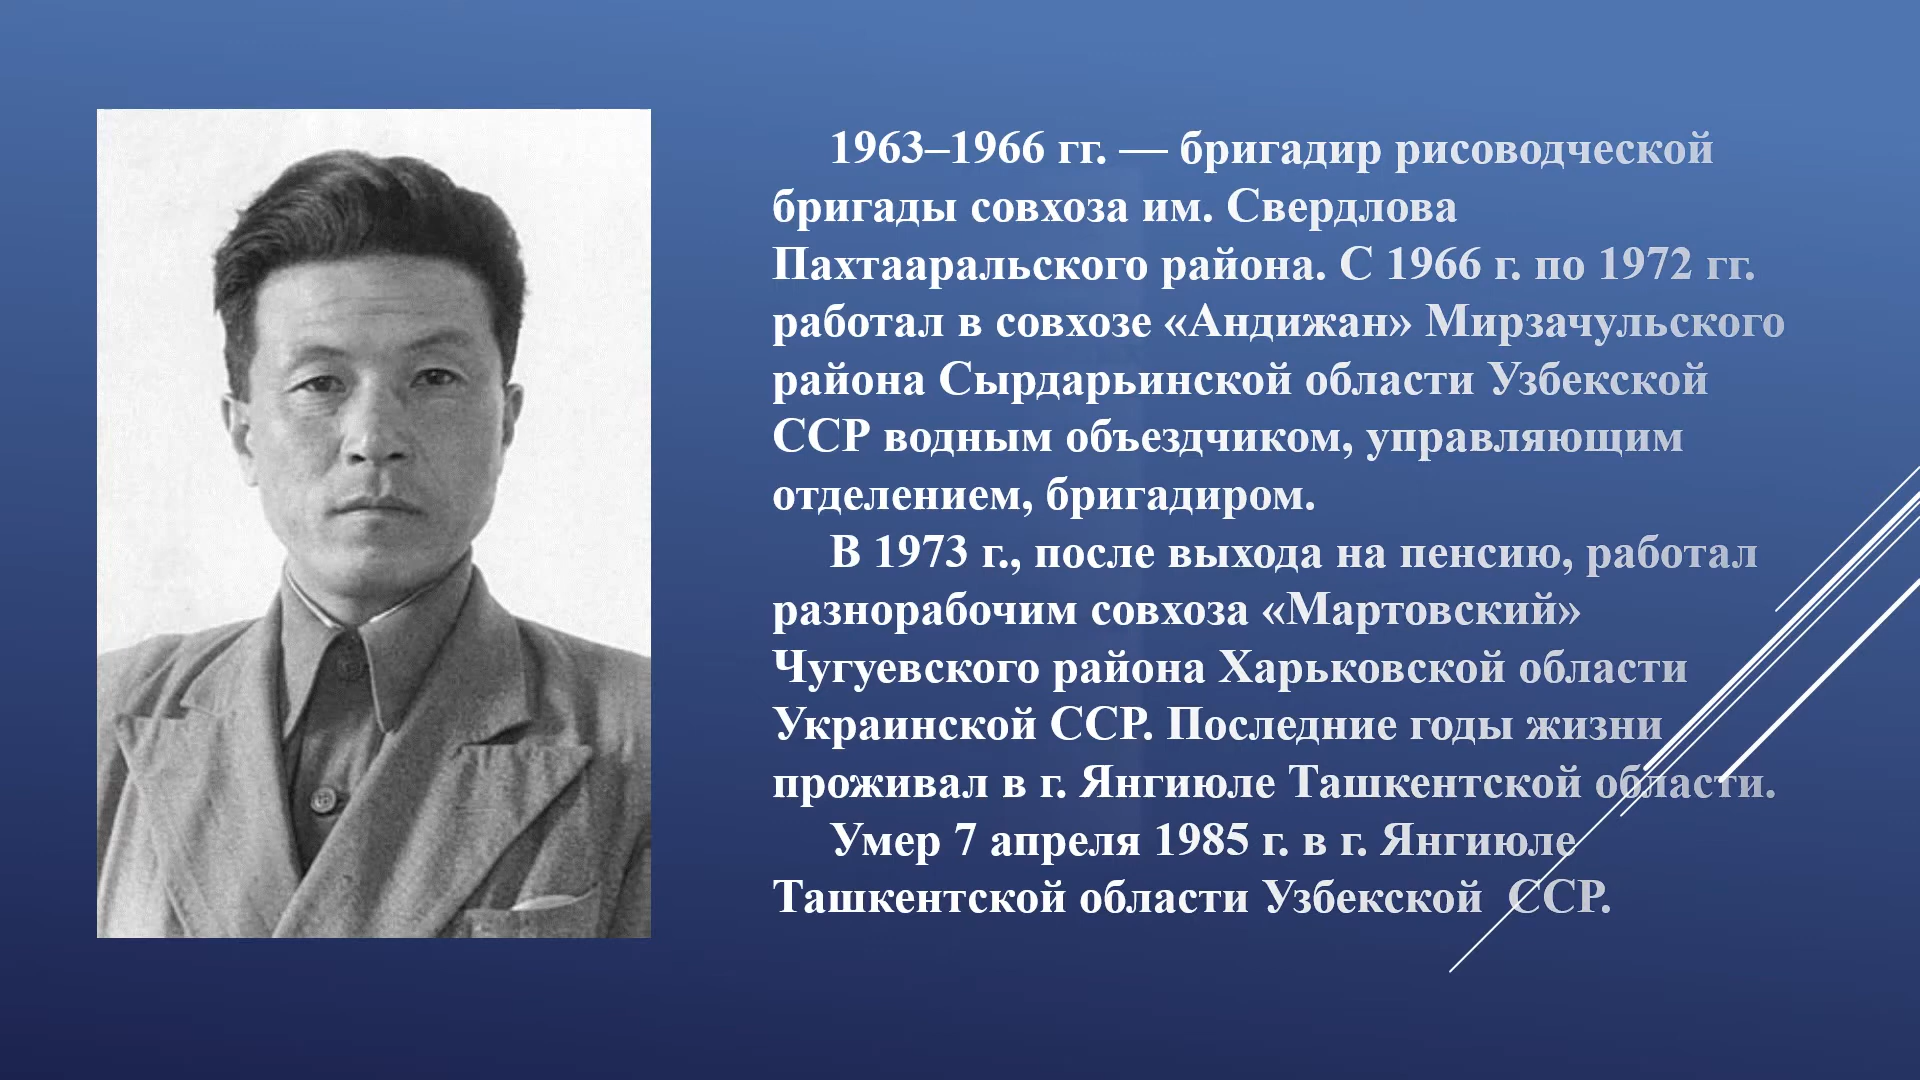 1963–1966 гг. — бригадир рисоводческой
бригады совхоза им. Свердлова
Пахтааральского района. С 1966 г. по 1972 гг.
работал в совхозе «Андижан» Мирзачульского
района Сырдарьинской области Узбекской
ССР водным объездчиком, управляющим
отделением, бригадиром.
В 1973 г., после выхода на пенсию, работал
разнорабочим совхоза «Мартовский»
Чугуевского района Харьковской области
Украинской ССР. Последние годы жизни
проживал в г. Янгиюле Ташкентской области.
Умер 7 апреля 1985 г. в г. Янгиюле
Ташкентской области Узбекской  ССР.